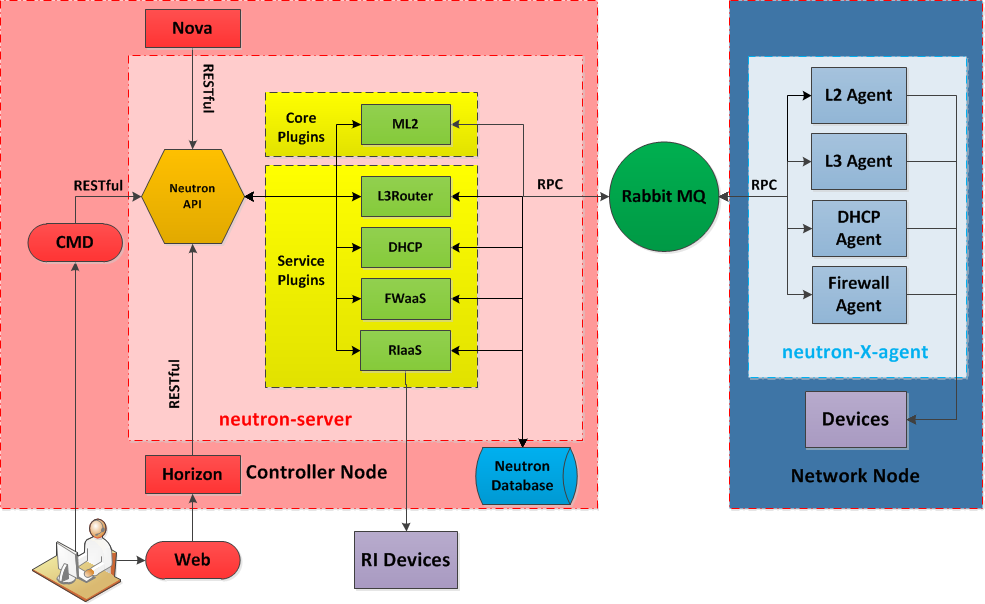 Nova
RESTful
Core
Plugins
ML2
L2 Agent
L3 Agent
RESTful
Neutron
API
L3Router
RPC
Rabbit MQ
RPC
DHCP
Agent
CMD
DHCP
Service
Plugins
FWaaS
Firewall
Agent
RIaaS
neutron-X-agent
RESTful
neutron-server
Devices
Horizon
Controller Node
Neutron
Database
Network Node
Web
RI Devices